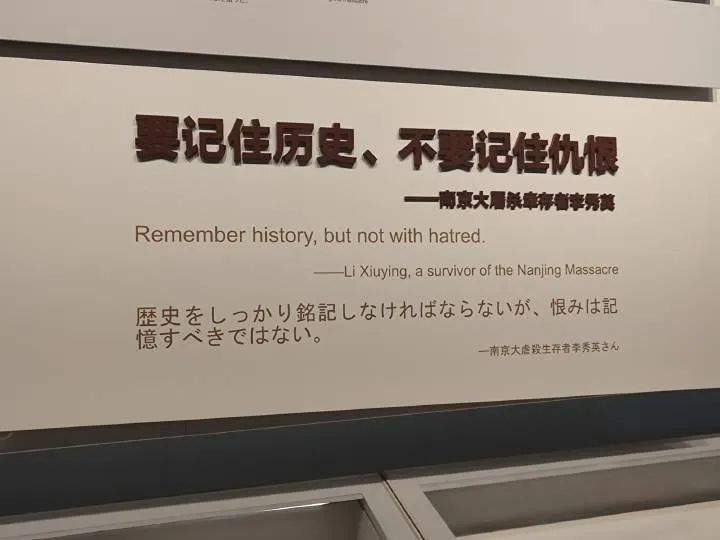 要记住历史、不要记住仇恨
——南京大屠杀幸存者李秀英
Remember history, but not with hatred.
——Li Xiuying, a survivor of the Nanjing Massacre
歴史をしっかり銘記しなければならないが、恨みは記
憶すべきではない。
—南京大虐殺生存者李秀英さん